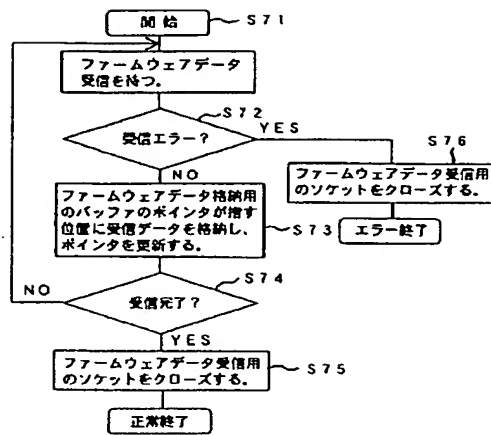 開始
S71
ファームウェアデータ
受信を待つ。
S72
受信エラー?
YES
NO
S76
ファームウェアデータ受信用
のソケットをクローズする。
エラー終了
ファームウェアデータ格納用
のバッファのポインタが指す
位置に受信データを格納し、
ポインタを更新する。
S73
S74
受信完了?
NO
YES
ファームウェアデータ受信用
のソケットをクローズする。
S75
正常終了